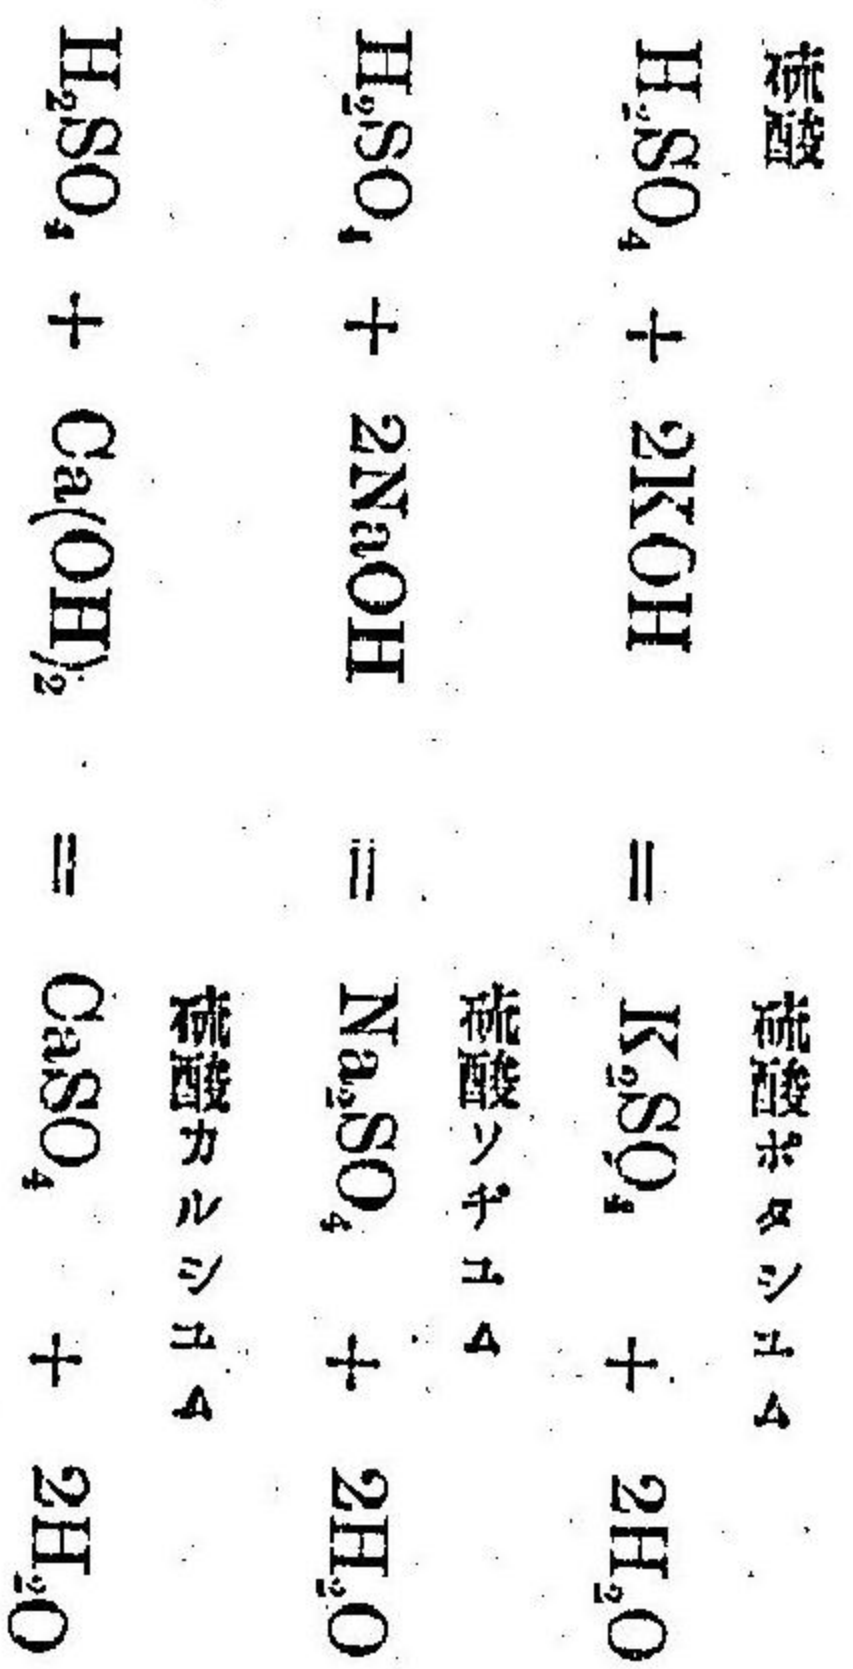 硫酸 硫酸ポタシユム
H₂SO₄ + 2KOH = K₂SO₄ + 2H₂O
硫酸ソヂユム
H₂SO₄ + 2NaOH = Na₂SO₄ + 2H₂O
硫酸カルシユム
H₂SO₄ + Ca(OH)₂ = CaSO₄ + 2H₂O